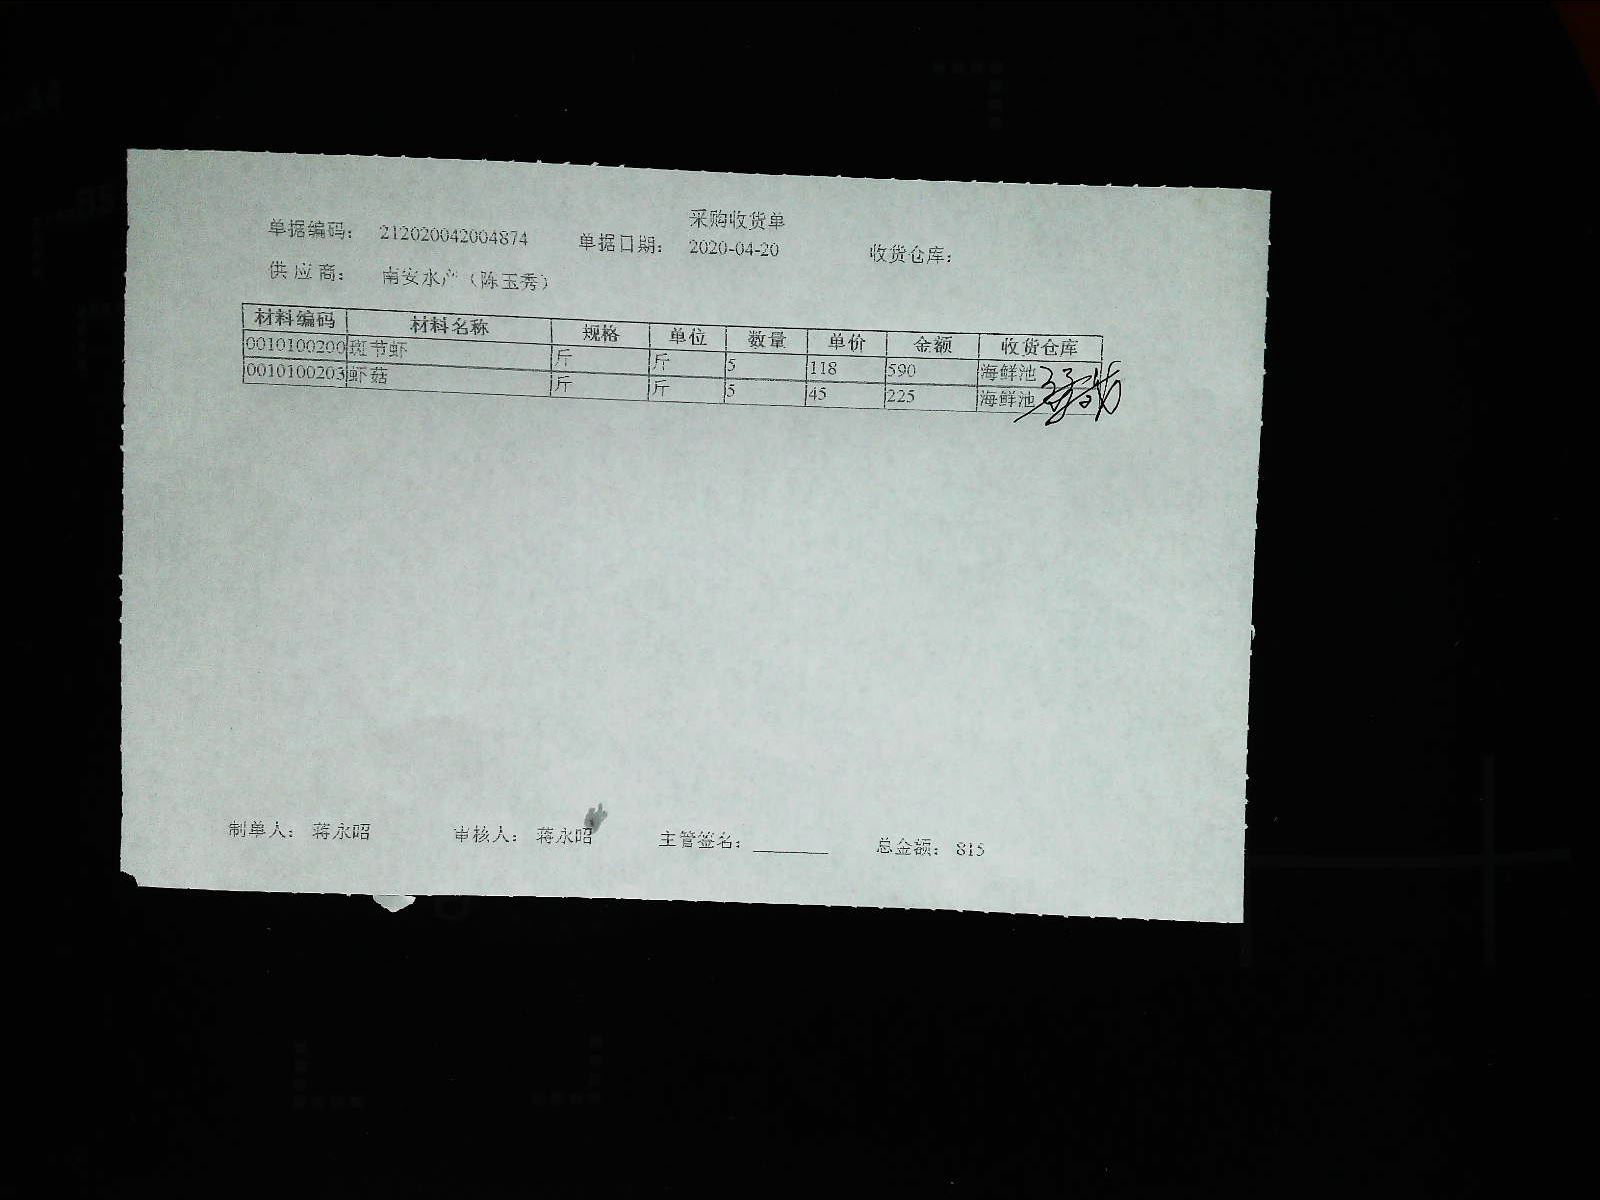 采购收货单
单据编码： 212020042004874 单据日期： 2020-04-20 收货仓库：
供应商： 南安水产（陈玉秀）
材料编码 材料名称 规格 单位 数量 单价 金额 收货仓库
0010100200 斑节虾 斤 斤 5 118 590 海鲜池
0010100203 虾菇 斤 斤 5 45 225 海鲜池
制单人： 蒋永昭 审核人： 蒋永昭 主管签名：________ 总金额： 815